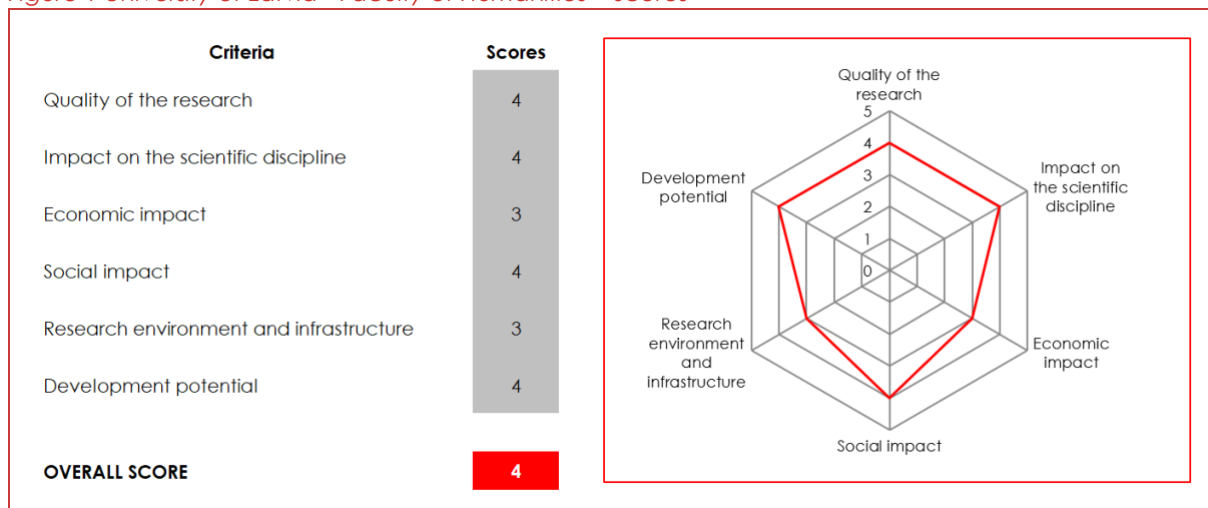 Criteria Scores
Quality of the research 4
Impact on the scientific discipline 4
Economic impact 3
Social impact 4
Research environment and infrastructure 3
Development potential 4
OVERALL SCORE 4
Quality of the
research
5
4
3
2
1
0
Impact on
the scientific
discipline
Economic
impact
Social impact
Research
environment
and
infrastructure
Development
potential